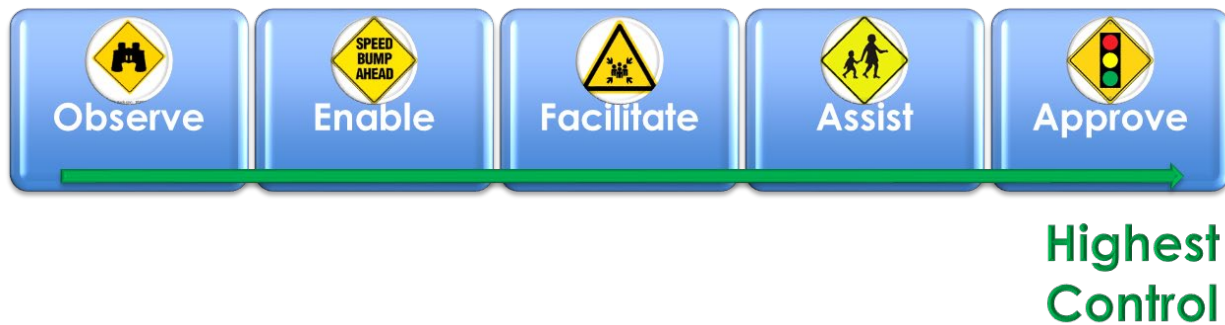 SPEED
BUMP
AHEAD
Observe
Enable
Facilitate
Assist
Approve
Highest
Control